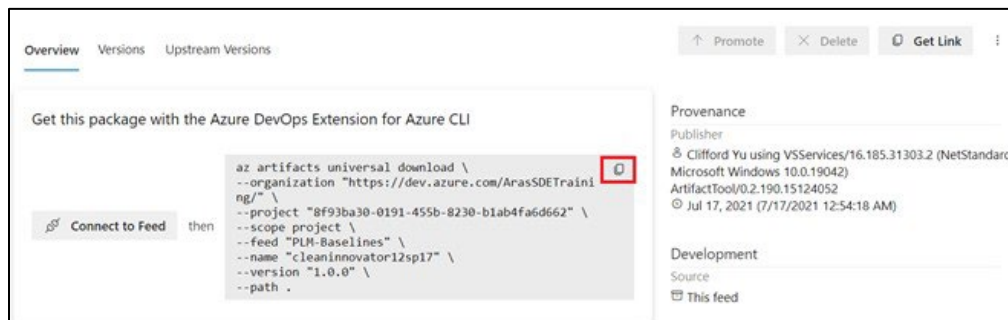 Overview Versions Upstream Versions
Promote Delete Get Link
Get this package with the Azure DevOps Extension for Azure CLI
Connect to Feed then
az artifacts universal download \
--organization "https://dev.azure.com/ArasSDETraini
ng/" \
--project "8f93ba30-0191-455b-8230-b1ab4fa6d662" \
--scope project \
--feed "PLM-Baselines" \
--name "cleaninnovator12sp17" \
--version "1.0.0" \
--path .
Provenance
Publisher
Clifford Yu using VSServices/16.185.31303.2 (NetStandard
Microsoft Windows 10.0.19042)
ArtifactTool/0.2.190.15124052
Jul 17, 2021 (7/17/2021 12:54:18 AM)
Development
Source
This feed